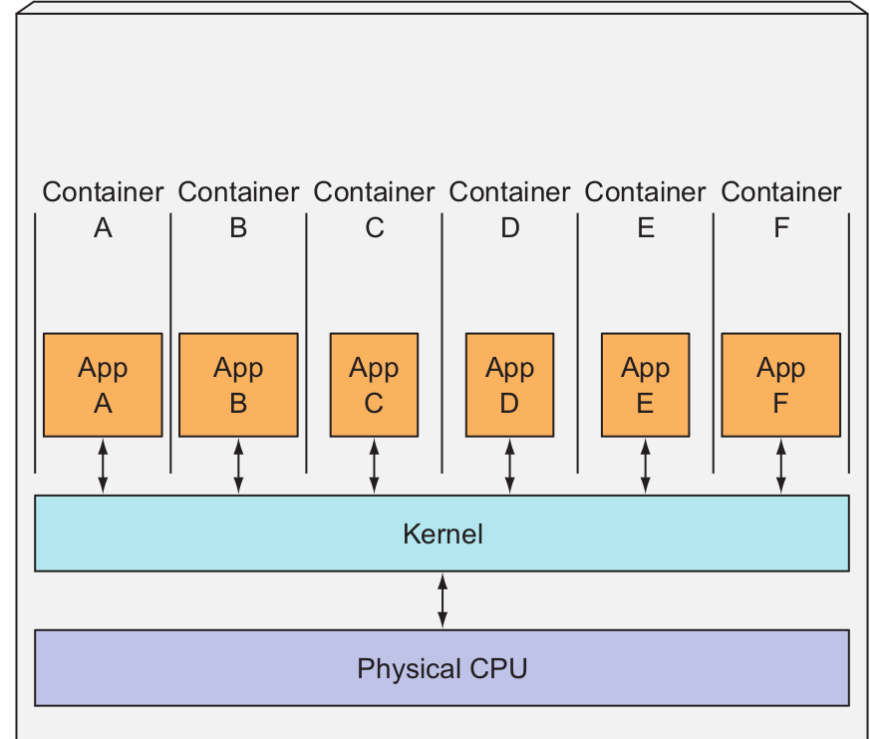 Container Container Container Container Container Container
A B C D E F
App App App App App App
A B C D E F
Kernel
Physical CPU